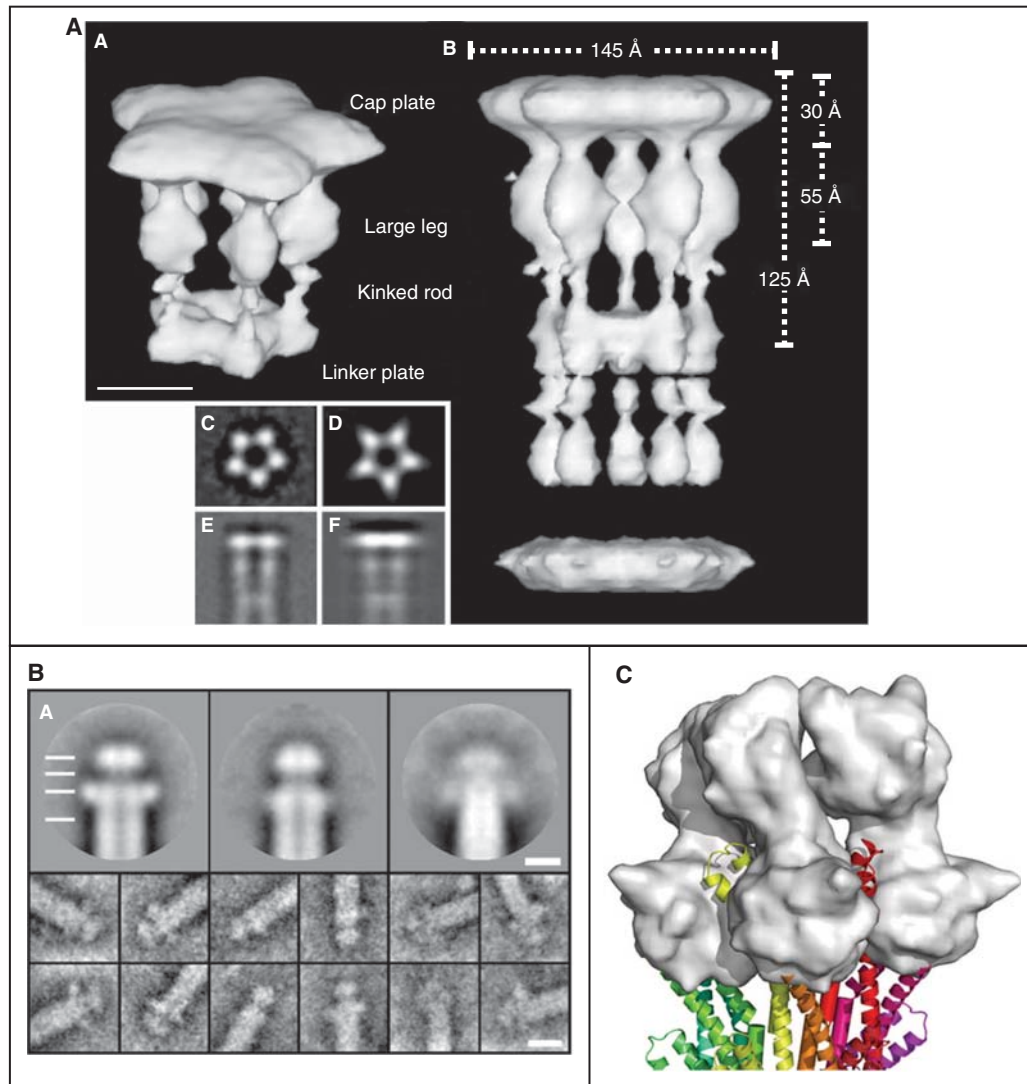 A
A
B
145 Å
Cap plate
30 Å
Large leg
55 Å
Kinked rod
125 Å
Linker plate
C
D
E
F
B
A
C